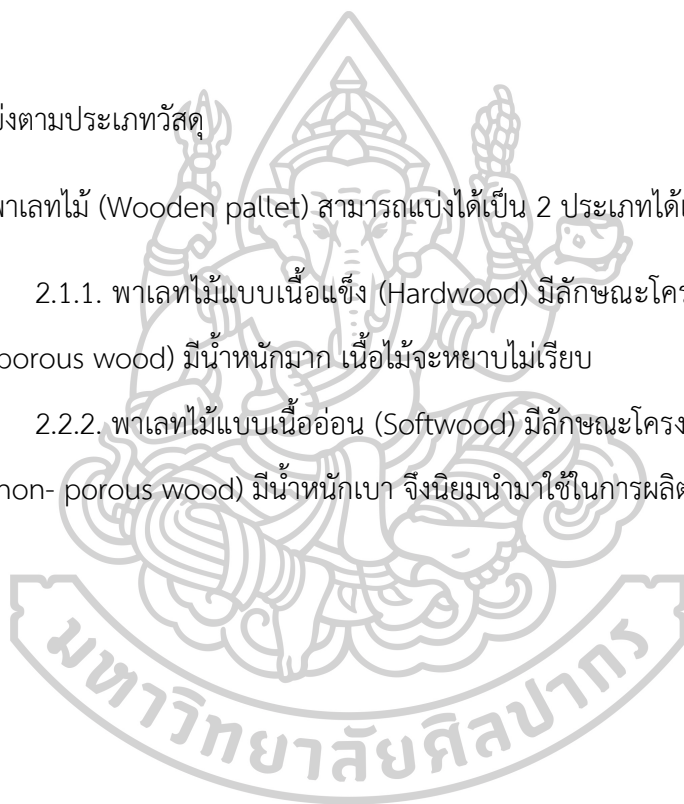 งตามประเภทวัสดุ
พาเลทไม้ (Wooden pallet) สามารถแบ่งได้เป็น 2 ประเภทได้
2.1.1. พาเลทไม้แบบเนื้อแข็ง (Hardwood) มีลักษณะโคร
porous wood) มีน้ำหนักมาก เนื้อไม้จะหยาบไม่เรียบ
2.2.2. พาเลทไม้แบบเนื้ออ่อน (Softwood) มีลักษณะโครง
non- porous wood) มีน้ำหนักเบา จึงนิยมนำมาใช้ในการผลิต
มหาวิทยาลัยศิลปากร